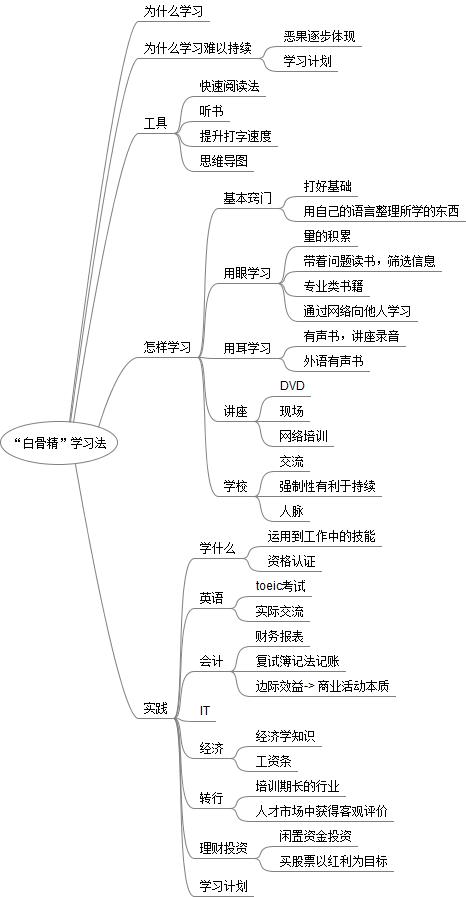 为什么学习
为什么学习难以持续
恶果逐步体现
学习计划
工具
快速阅读法
听书
提升打字速度
思维导图
“白骨精”学习法
怎样学习
基本窍门
打好基础
用自己的语言整理所学的东西
用眼学习
量的积累
带着问题读书，筛选信息
专业类书籍
通过网络向他人学习
用耳学习
有声书，讲座录音
外语有声书
讲座
DVD
现场
网络培训
学校
交流
强制性有利于持续
人脉
实践
学什么
运用到工作中的技能
资格认证
英语
toeic考试
实际交流
会计
财务报表
复试簿记法记账
边际效益-> 商业活动本质
IT
经济
经济学知识
工资条
转行
培训期长的行业
人才市场中获得客观评价
理财投资
闲置资金投资
买股票以红利为目标
学习计划